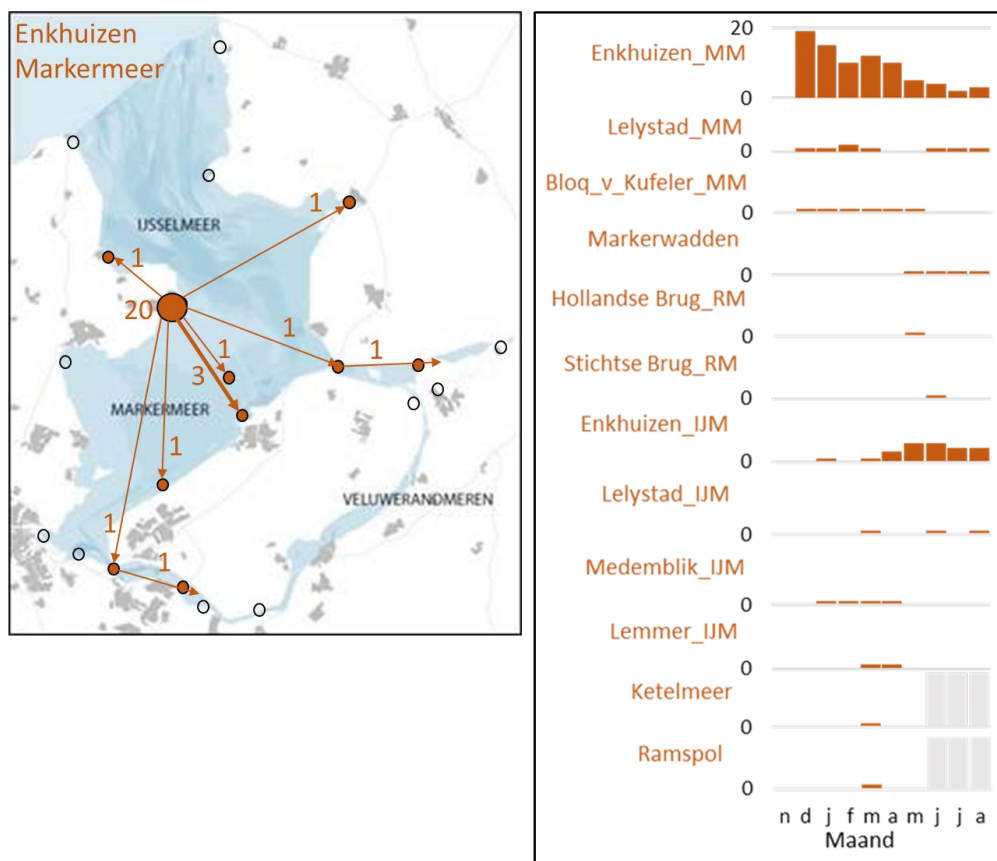 Enkhuizen
Markermeer
IJSSELMEER
1
1
20
1
1
1
3
MARKERMEER
1
VELUWERANDMEREN
1
1
20
Enkhuizen_MM
0
Lelystad_MM
0
Bloq_v_Kufeler_MM
0
Markerwadden
0
Hollandse Brug_RM
0
Stichtse Brug_RM
0
Enkhuizen_IJM
0
Lelystad_IJM
0
Medemblik_IJM
0
Lemmer_IJM
0
Ketelmeer
0
Ramspol
0
n d j f m a m j j a
Maand